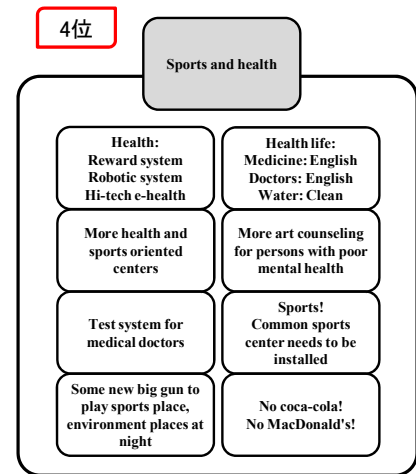 4位
Sports and health
Health:
Reward system
Robotic system
Hi-tech e-health
Health life:
Medicine: English
Doctors: English
Water: Clean
More health and
sports oriented
centers
More art counseling
for persons with poor
mental health
Test system for
medical doctors
Sports!
Common sports
center needs to be
installed
Some new big gun to
play sports place,
environment places at
night
No coca-cola!
No MacDonald's!